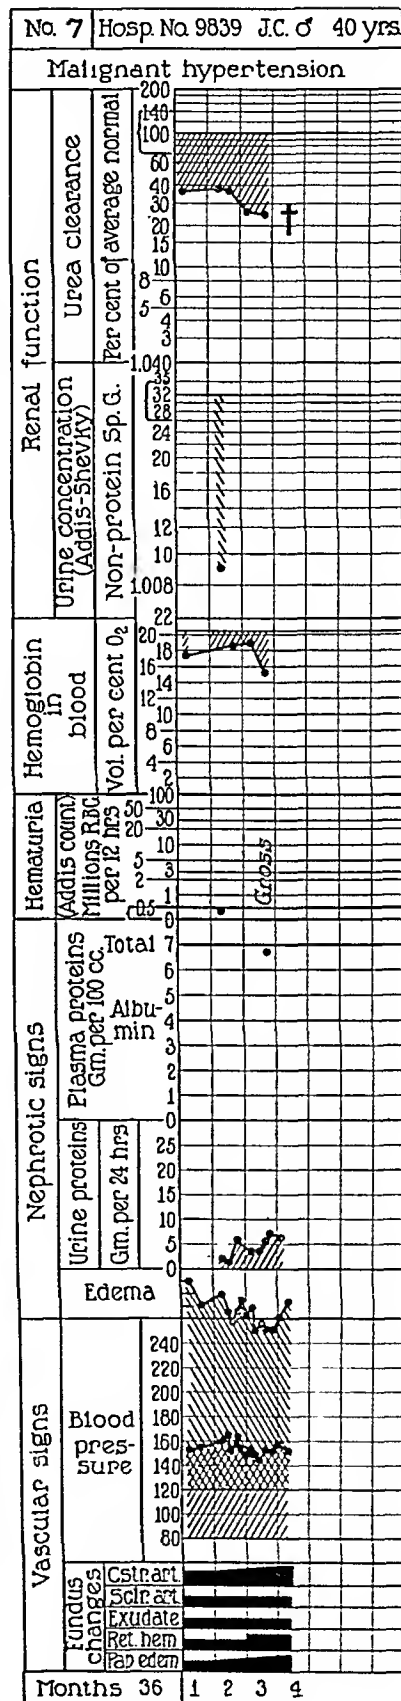 No. 7 Hosp. No. 9839 J.C. ♂ 40 yrs.
Malignant hypertension
Renal function
Urea clearance
Per cent of average normal
200
140
100
60
40
30
20
15
10
8
6
5
4
3
Urine concentration
(Addis-Shevky)
Non-protein Sp. G.
1.040
35
32
28
24
20
16
12
10
1.008
Hemoglobin
in
blood
Vol. per cent O2
22
20
18
16
14
12
10
8
6
4
2
Hematuria
(Addis count)
Millions R.B.C.
per 12 hrs
100
50
30
20
10
5
3
2
1
0.5
0
Gross
Nephrotic signs
Plasma proteins
Gm. per 100 cc.
Total
Albu-
min
7
6
5
4
3
2
1
0
Urine proteins
Gm. per 24 hrs
25
20
15
10
5
0
Edema
Vascular signs
Blood
pres-
sure
240
220
200
180
160
140
120
100
80
Fundus
changes
Cstr. art.
Sclr. art.
Exudate
Ret. hem
Pap edem
Months 36 1 2 3 4